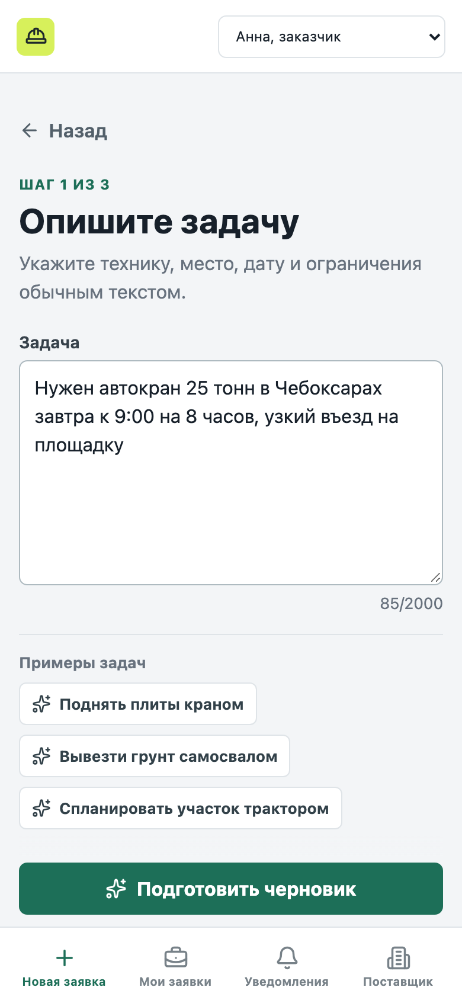 Анна, заказчик
Назад
ШАГ 1 ИЗ 3
Опишите задачу
Укажите технику, место, дату и ограничения
обычным текстом.
Задача
Нужен автокран 25 тонн в Чебоксарах
завтра к 9:00 на 8 часов, узкий въезд на
площадку
85/2000
Примеры задач
Поднять плиты краном
Вывезти грунт самосвалом
Спланировать участок трактором
Подготовить черновик
Новая заявка
Мои заявки
Уведомления
Поставщик